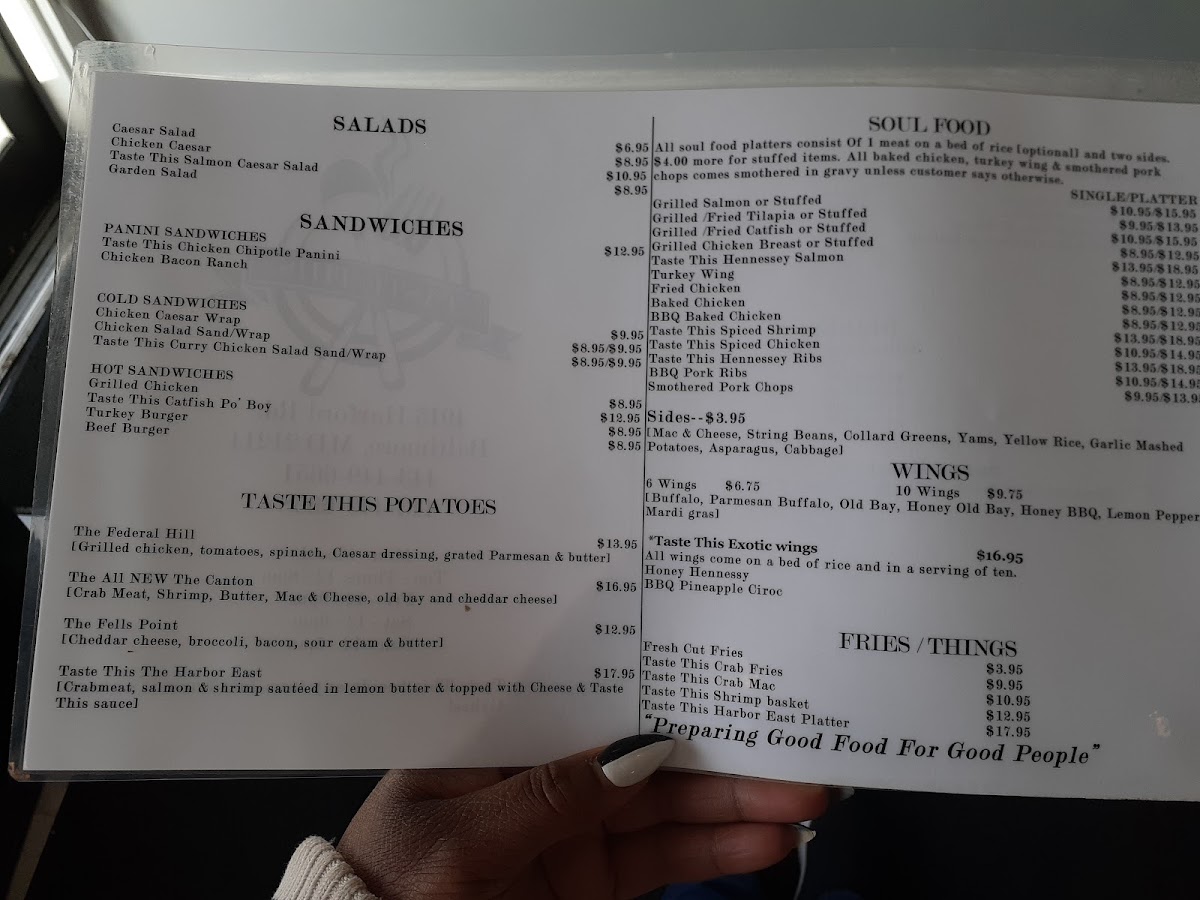 SALADS
Caesar Salad $6.95
Chicken Caesar $8.95
Taste This Salmon Caesar Salad $10.95
Garden Salad $8.95
SANDWICHES
PANINI SANDWICHES
Taste This Chicken Chipotle Panini $12.95
Chicken Bacon Ranch
COLD SANDWICHES
Chicken Caesar Wrap $9.95
Chicken Salad Sand/Wrap $8.95/$9.95
Taste This Curry Chicken Salad Sand/Wrap $8.95/$9.95
HOT SANDWICHES
Grilled Chicken $8.95
Taste This Catfish Po' Boy $12.95
Turkey Burger $8.95
Beef Burger $8.95
TASTE THIS POTATOES
The Federal Hill $13.95
[Grilled chicken, tomatoes, spinach, Caesar dressing, grated Parmesan & butter]
The All NEW The Canton $16.95
[Crab Meat, Shrimp, Butter, Mac & Cheese, old bay and cheddar cheese]
The Fells Point $12.95
[Cheddar cheese, broccoli, bacon, sour cream & butter]
Taste This The Harbor East $17.95
[Crabmeat, salmon & shrimp sautéed in lemon butter & topped with Cheese & Taste
This sauce]
SOUL FOOD
All soul food platters consist Of 1 meat on a bed of rice [optional] and two sides.
$4.00 more for stuffed items. All baked chicken, turkey wing & smothered pork
chops comes smothered in gravy unless customer says otherwise.
SINGLE/PLATTER
Grilled Salmon or Stuffed $10.95/$15.95
Grilled /Fried Tilapia or Stuffed $9.95/$13.95
Grilled /Fried Catfish or Stuffed $10.95/$15.95
Grilled Chicken Breast or Stuffed $8.95/$12.95
Taste This Hennessey Salmon $13.95/$18.95
Turkey Wing $8.95/$12.95
Fried Chicken $8.95/$12.95
Baked Chicken $8.95/$12.95
BBQ Baked Chicken $8.95/$12.95
Taste This Spiced Shrimp $13.95/$18.95
Taste This Spiced Chicken $10.95/$14.95
Taste This Hennessey Ribs $13.95/$18.95
BBQ Pork Ribs $10.95/$14.95
Smothered Pork Chops $9.95/$13.95
Sides--$3.95
[Mac & Cheese, String Beans, Collard Greens, Yams, Yellow Rice, Garlic Mashed
Potatoes, Asparagus, Cabbage]
WINGS
6 Wings $6.75 10 Wings $9.75
[Buffalo, Parmesan Buffalo, Old Bay, Honey Old Bay, Honey BBQ, Lemon Pepper
Mardi gras]
*Taste This Exotic wings $16.95
All wings come on a bed of rice and in a serving of ten.
Honey Hennessy
BBQ Pineapple Ciroc
FRIES / THINGS
Fresh Cut Fries $3.95
Taste This Crab Fries $9.95
Taste This Crab Mac $10.95
Taste This Shrimp basket $12.95
Taste This Harbor East Platter $17.95
"Preparing Good Food For Good People"